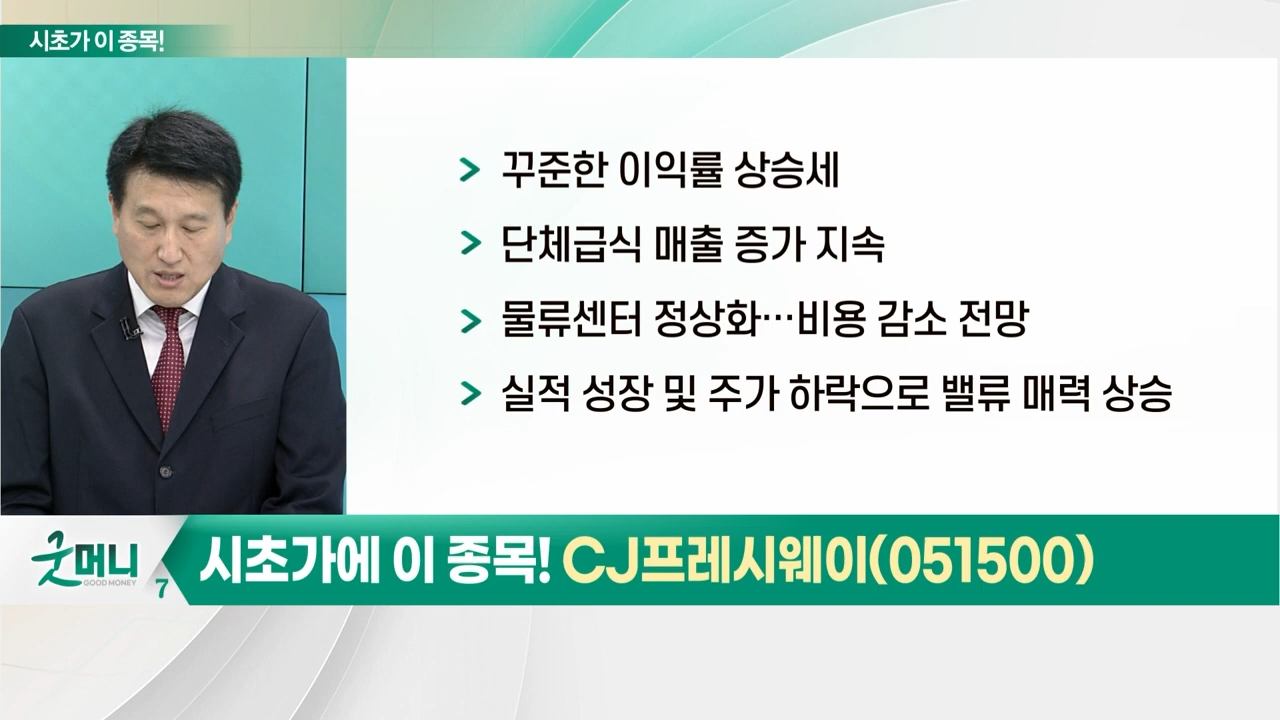 시초가 이 종목!
꾸준한 이익률 상승세
단체급식 매출 증가 지속
물류센터 정상화…비용 감소 전망
실적 성장 및 주가 하락으로 밸류 매력 상승
굿머니
GOOD MONEY
7
시초가에 이 종목! CJ프레시웨이(051500)